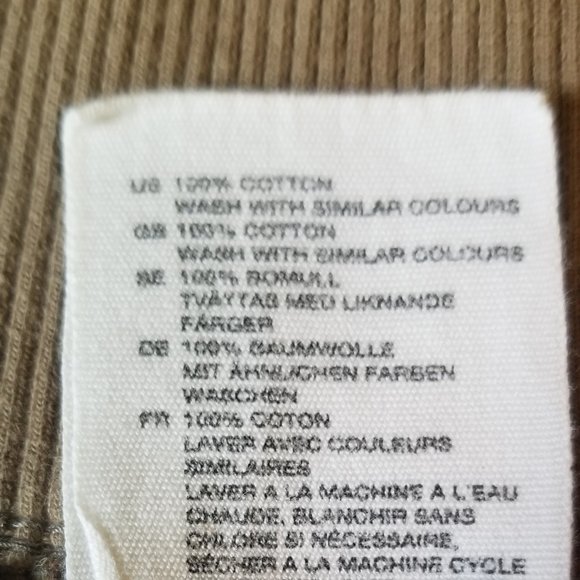 US 100% COTTON
WASH WITH SIMILAR COLOURS
GB 100% COTTON
WASH WITH SIMILAR COLOURS
SE 100% BOMULL
TVÄTTAS MED LIKNANDE
FÄRGER
DE 100% BAUMWOLLE
MIT ÄHNLICHEN FARBEN
WASCHEN
FR 100% COTON
LAVER AVEC COULEURS
SIMILAIRES
LAVER A LA MACHINE A L'EAU
CHAUDE, BLANCHIR SANS
CHLORE SI NÉCESSAIRE,
SÉCHER A LA MACHINE CYCLE